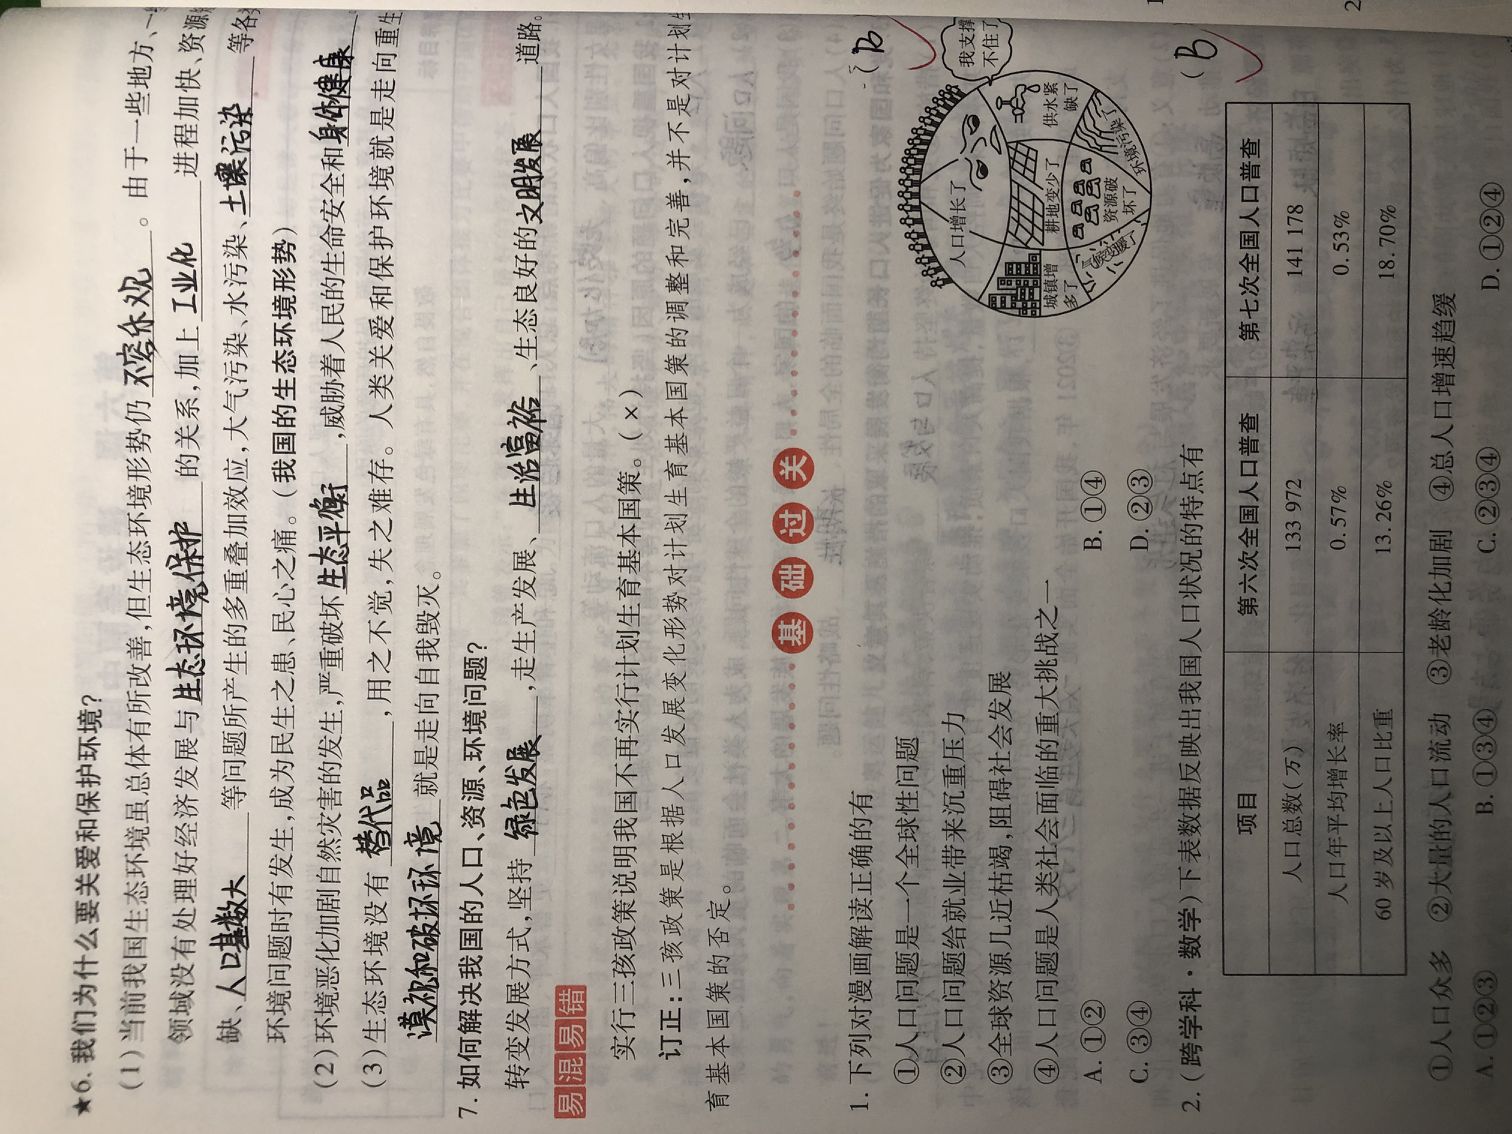 ★6. 我们为什么要关爱和保护环境?
(1)当前我国生态环境虽总体有所改善,但生态环境形势仍 不容乐观 。由于一些地方、一
领域没有处理好经济发展与 生态环境保护 的关系,加上 工业化 进程加快、资源
缺、人口基数大 等问题所产生的多重叠加效应,大气污染、水污染、土壤污染 等各
环境问题时有发生,成为民生之患、民心之痛。(我国的生态环境形势)
(2)环境恶化加剧自然灾害的发生,严重破坏 生态平衡 ,威胁着人民的生命安全和 身体健康
(3)生态环境没有 替代品 ,用之不觉,失之难存。人类关爱和保护环境就是走向重生
漠视和破坏环境 就是走向自我毁灭。
7. 如何解决我国的人口、资源、环境问题?
转变发展方式,坚持 绿色发展 ,走生产发展、 生活富裕 、生态良好的 文明发展 道路。
易混易错
实行三孩政策说明我国不再实行计划生育基本国策。(×)
订正:三孩政策是根据人口发展变化形势对计划生育基本国策的调整和完善,并不是对计划
育基本国策的否定。
基础过关
1. 下列对漫画解读正确的有 (B
①人口问题是一个全球性问题
②人口问题给就业带来沉重压力
③全球资源几近枯竭,阻碍社会发展
④人口问题是人类社会面临的重大挑战之一
A. ①② B. ①④
C. ③④ D. ②③
人口增长了
我支撑
不住了
城镇增
多了
耕地变少了
供水紧
缺了
气候变暖了
资源破
坏了
环境污染了
2. (跨学科·数学)下表数据反映出我国人口状况的特点有 (B
项目 第六次全国人口普查 第七次全国人口普查
人口总数(万) 133 972 141 178
人口年平均增长率 0.57% 0.53%
60 岁及以上人口比重 13.26% 18.70%
①人口众多 ②大量的人口流动 ③老龄化加剧 ④总人口增速趋缓
A. ①②③ B. ①③④ C. ②③④ D. ①②④